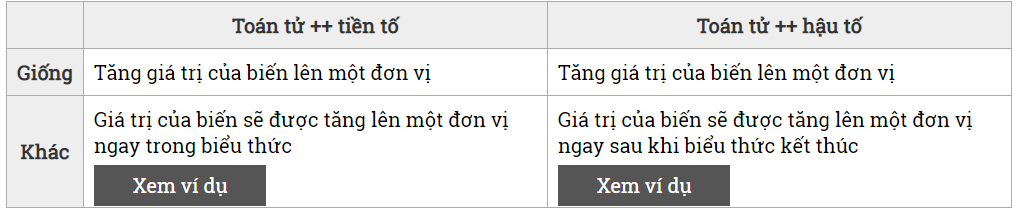 Toán tử ++ tiền tố
Toán tử ++ hậu tố
Giống
Tăng giá trị của biến lên một đơn vị
Tăng giá trị của biến lên một đơn vị
Khác
Giá trị của biến sẽ được tăng lên một đơn vị
ngay trong biểu thức
Xem ví dụ
Giá trị của biến sẽ được tăng lên một đơn vị
ngay sau khi biểu thức kết thúc
Xem ví dụ